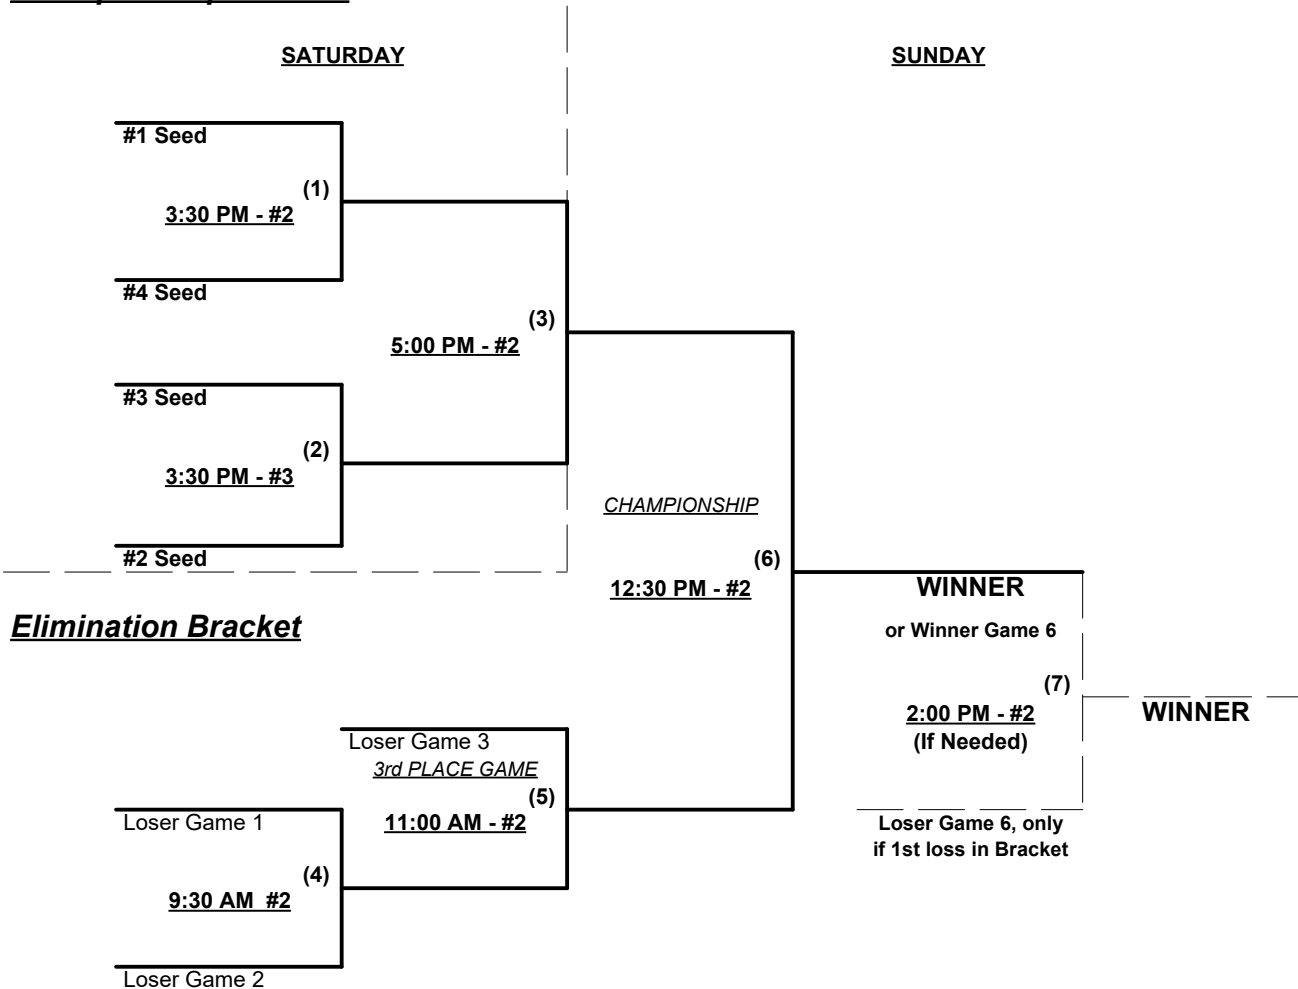 SATURDAY
SUNDAY
#1 Seed
(1)
3:30 PM - #2
#4 Seed
(3)
5:00 PM - #2
#3 Seed
(2)
3:30 PM - #3
CHAMPIONSHIP
#2 Seed
(6)
12:30 PM - #2
WINNER
Elimination Bracket
or Winner Game 6
(7)
2:00 PM - #2
WINNER
(If Needed)
Loser Game 3
3rd PLACE GAME
(5)
11:00 AM - #2
Loser Game 1
Loser Game 6, only
if 1st loss in Bracket
(4)
9:30 AM  #2
Loser Game 2